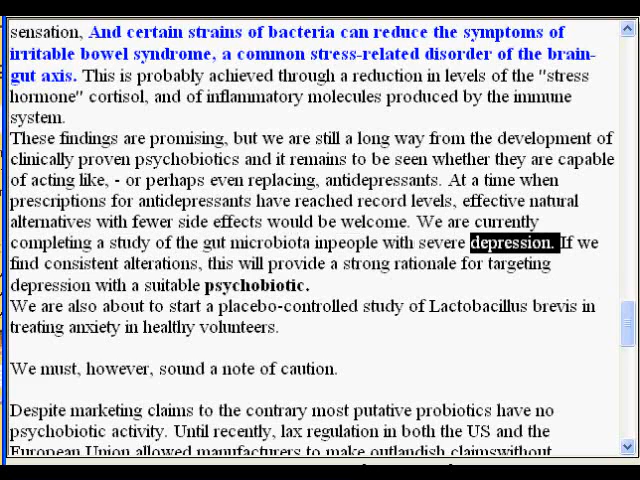 sensation, And certain strains of bacteria can reduce the symptoms of
irritable bowel syndrome, a common stress-related disorder of the brain-
gut axis. This is probably achieved through a reduction in levels of the "stress
hormone" cortisol, and of inflammatory molecules produced by the immune
system.
These findings are promising, but we are still a long way from the development of
clinically proven psychobiotics and it remains to be seen whether they are capable
of acting like, - or perhaps even replacing, antidepressants. At a time when
prescriptions for antidepressants have reached record levels, effective natural
alternatives with fewer side effects would be welcome. We are currently
completing a study of the gut microbiota inpeople with severe depression. If we
find consistent alterations, this will provide a strong rationale for targeting
depression with a suitable psychobiotic.
We are also about to start a placebo-controlled study of Lactobacillus brevis in
treating anxiety in healthy volunteers.
We must, however, sound a note of caution.
Despite marketing claims to the contrary most putative probiotics have no
psychobiotic activity. Until recently, lax regulation in both the US and the
European Union allowed manufacturers to make outlandish claimswithout